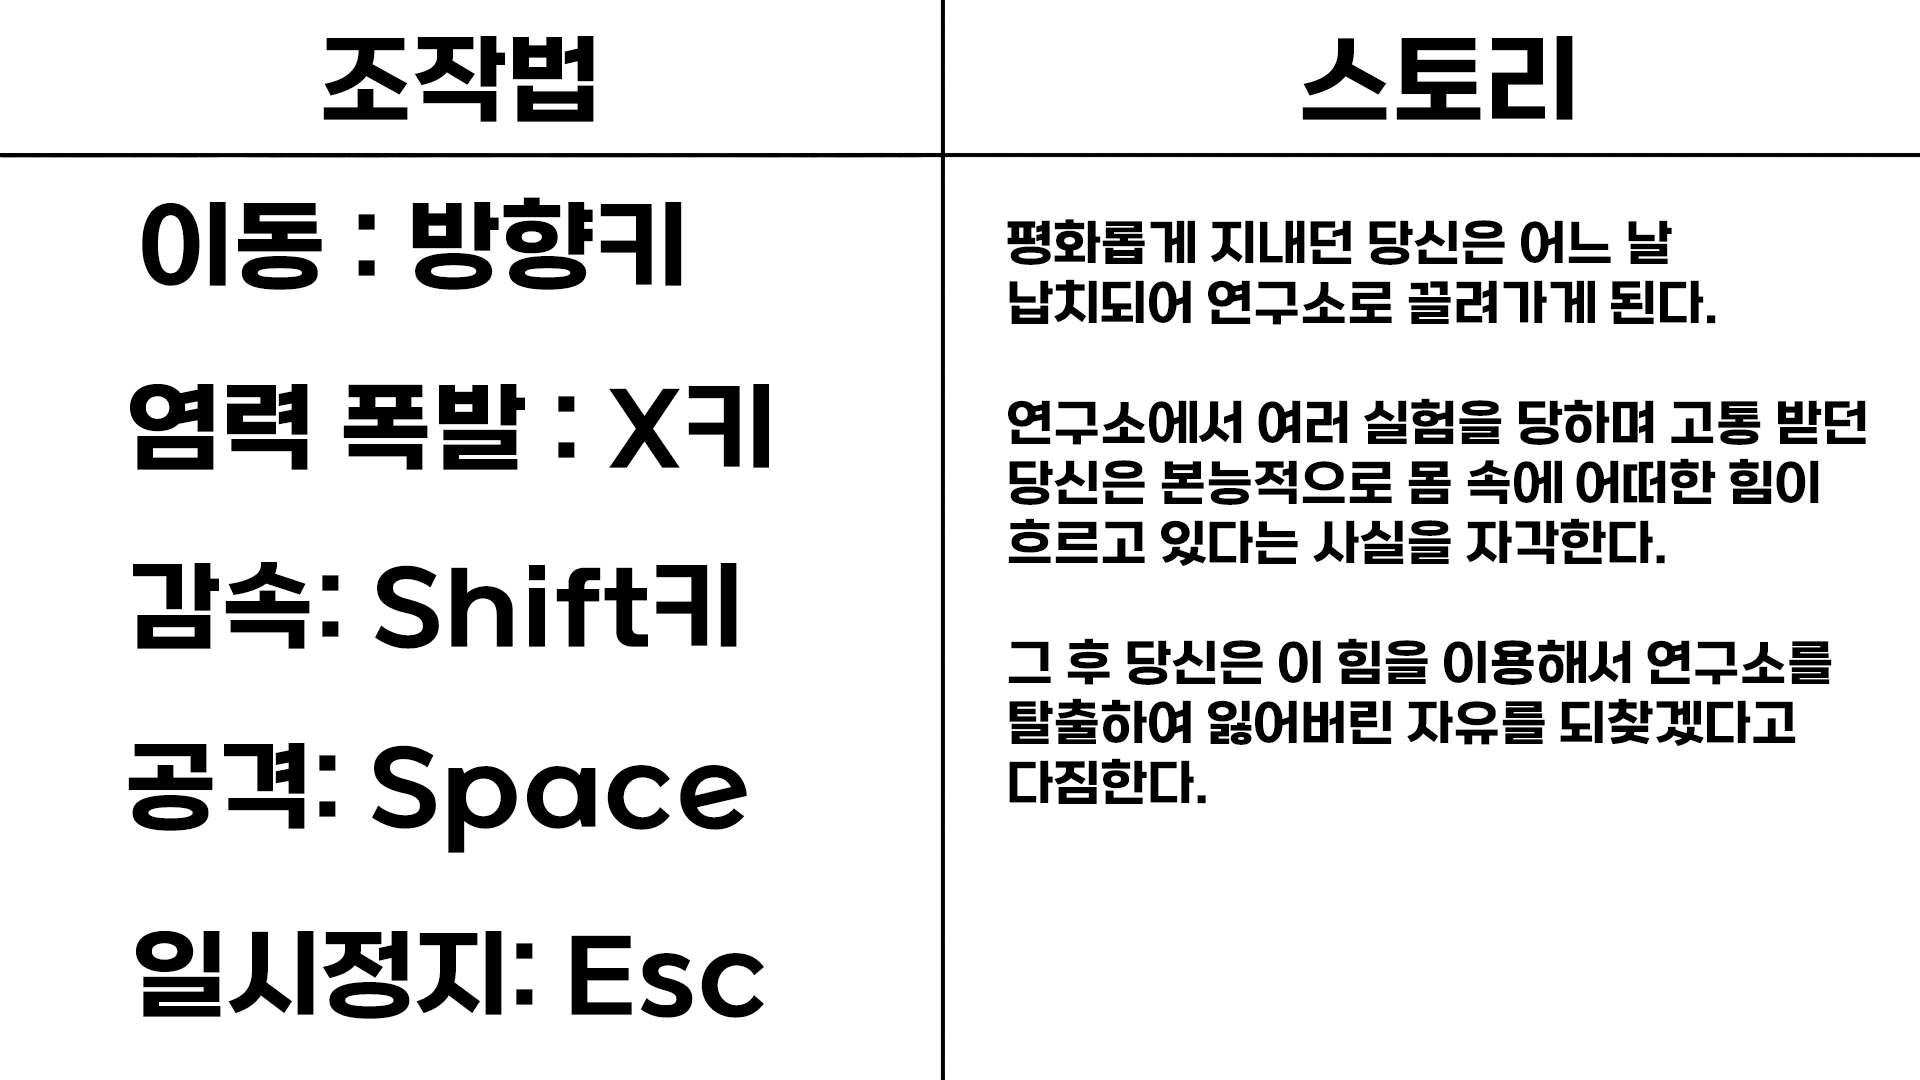 조작법
이동 : 방향키
염력 폭발 : X키
감속: Shift키
공격: Space
일시정지: Esc
스토리
평화롭게 지내던 당신은 어느 날
납치되어 연구소로 끌려가게 된다.
연구소에서 여러 실험을 당하며 고통 받던
당신은 본능적으로 몸 속에 어떠한 힘이
흐르고 있다는 사실을 자각한다.
그 후 당신은 이 힘을 이용해서 연구소를
탈출하여 잃어버린 자유를 되찾겠다고
다짐한다.